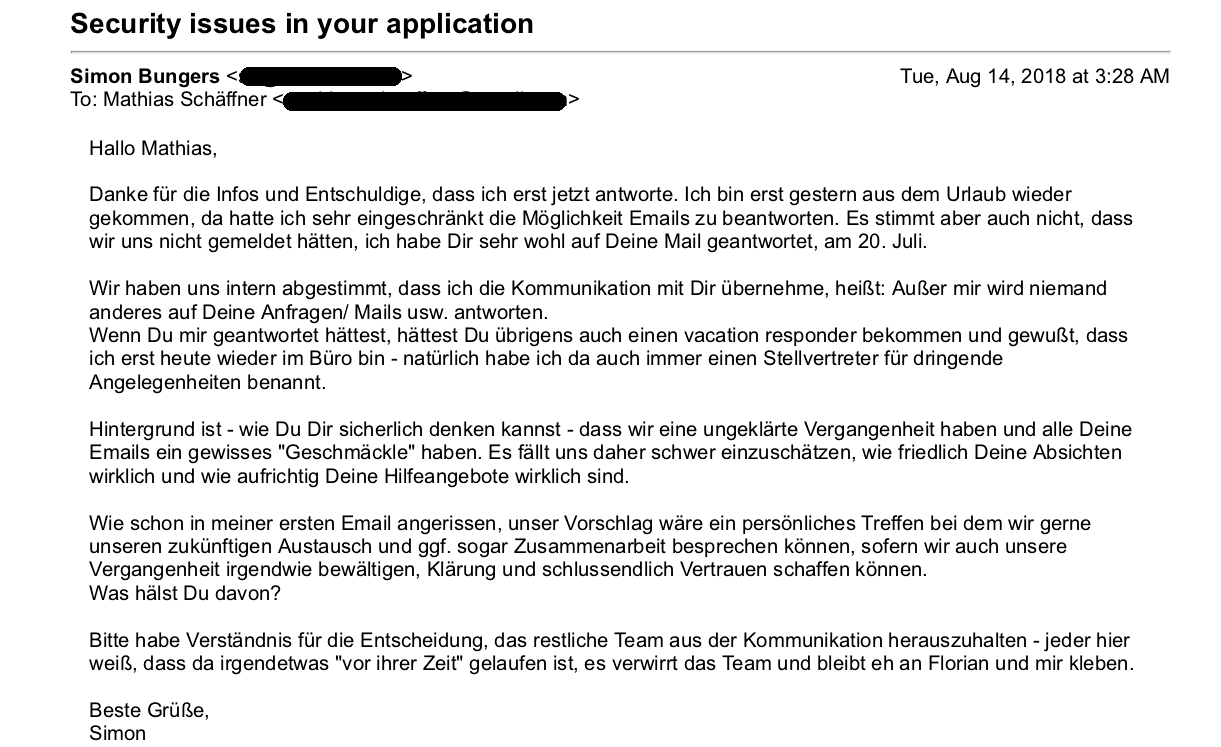 Security issues in your application
Simon Bungers < > Tue, Aug 14, 2018 at 3:28 AM
To: Mathias Schäffner < >
Hallo Mathias,
Danke für die Infos und Entschuldige, dass ich erst jetzt antworte. Ich bin erst gestern aus dem Urlaub wieder
gekommen, da hatte ich sehr eingeschränkt die Möglichkeit Emails zu beantworten. Es stimmt aber auch nicht, dass
wir uns nicht gemeldet hätten, ich habe Dir sehr wohl auf Deine Mail geantwortet, am 20. Juli.
Wir haben uns intern abgestimmt, dass ich die Kommunikation mit Dir übernehme, heißt: Außer mir wird niemand
anderes auf Deine Anfragen/ Mails usw. antworten.
Wenn Du mir geantwortet hättest, hättest Du übrigens auch einen vacation responder bekommen und gewußt, dass
ich erst heute wieder im Büro bin - natürlich habe ich da auch immer einen Stellvertreter für dringende
Angelegenheiten benannt.
Hintergrund ist - wie Du Dir sicherlich denken kannst - dass wir eine ungeklärte Vergangenheit haben und alle Deine
Emails ein gewisses "Geschmäckle" haben. Es fällt uns daher schwer einzuschätzen, wie friedlich Deine Absichten
wirklich und wie aufrichtig Deine Hilfeangebote wirklich sind.
Wie schon in meiner ersten Email angerissen, unser Vorschlag wäre ein persönliches Treffen bei dem wir gerne
unseren zukünftigen Austausch und ggf. sogar Zusammenarbeit besprechen können, sofern wir auch unsere
Vergangenheit irgendwie bewältigen, Klärung und schlussendlich Vertrauen schaffen können.
Was hälst Du davon?
Bitte habe Verständnis für die Entscheidung, das restliche Team aus der Kommunikation herauszuhalten - jeder hier
weiß, dass da irgendetwas "vor ihrer Zeit" gelaufen ist, es verwirrt das Team und bleibt eh an Florian und mir kleben.
Beste Grüße,
Simon